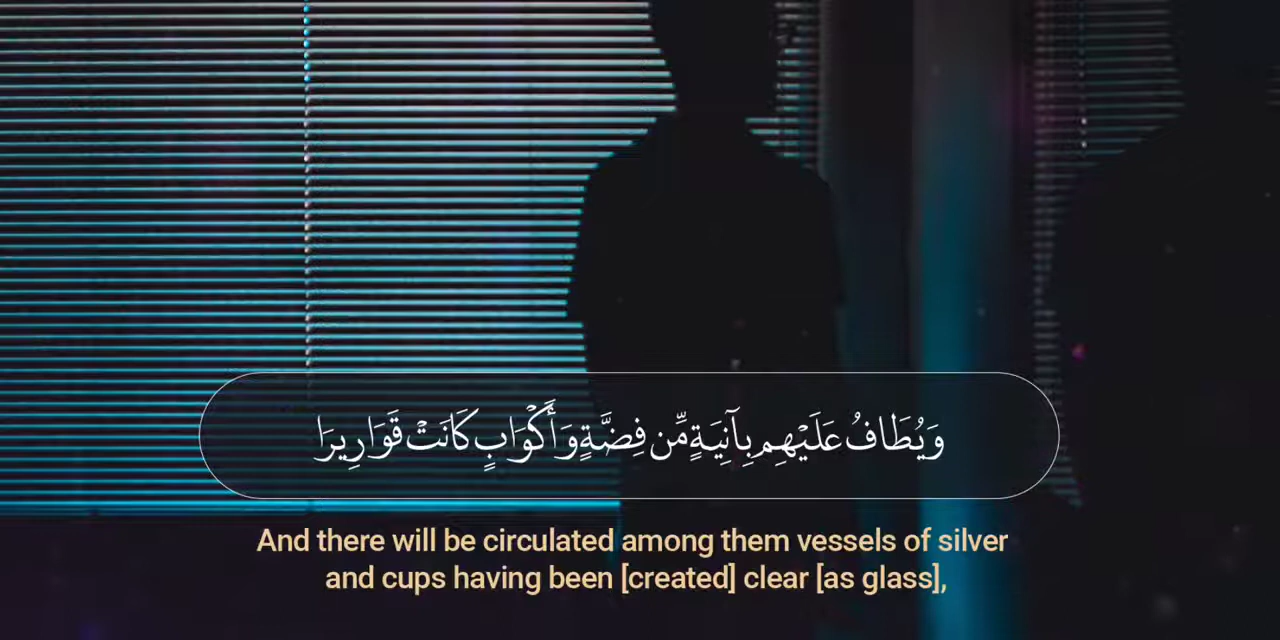 وَيُطَافُ عَلَيْهِم بِآنِيَةٍ مِّن فِضَّةٍ وَأَكْوَابٍ كَانَتْ قَوَارِيرَا
And there will be circulated among them vessels of silver
and cups having been [created] clear [as glass],